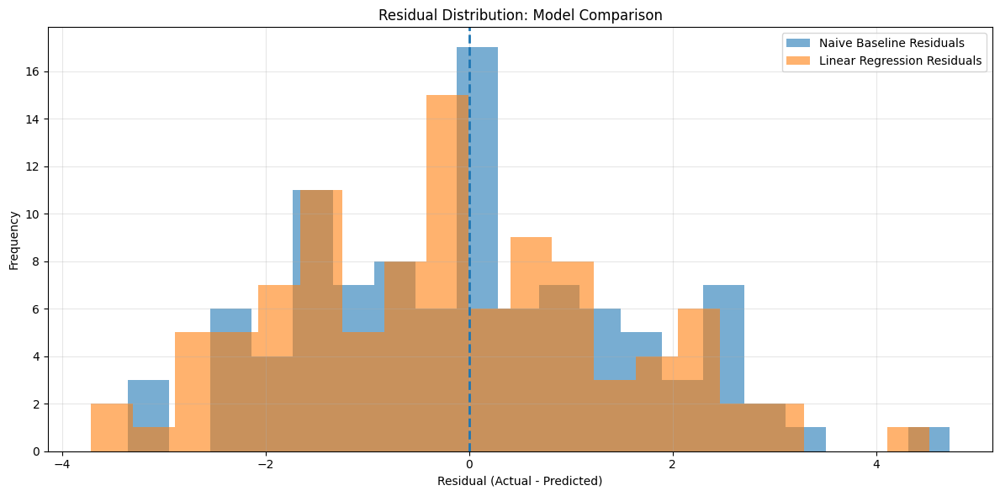 Residual Distribution: Model Comparison
Naive Baseline Residuals
Linear Regression Residuals
Frequency
16
14
12
10
8
6
4
2
0
−4 −2 0 2 4
Residual (Actual - Predicted)